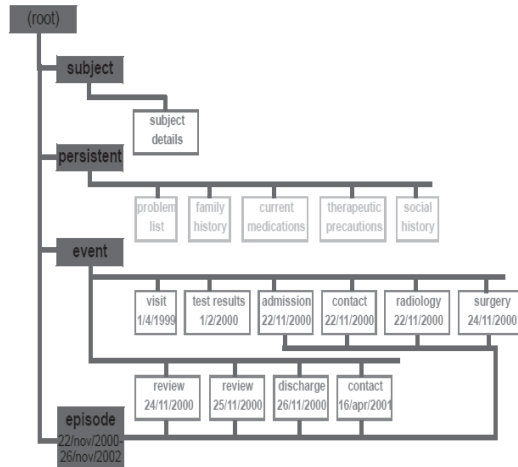 (root)
subject
subject
details
persistent
problem
list
family
history
current
medications
therapeutic
precautions
social
history
event
visit
1/4/1999
test results
1/2/2000
admission
22/11/2000
contact
22/11/2000
radiology
22/11/2000
surgery
24/11/2000
review
24/11/2000
review
25/11/2000
discharge
26/11/2000
contact
16/apr/2001
episode
22/nov/2000-
26/nov/2002